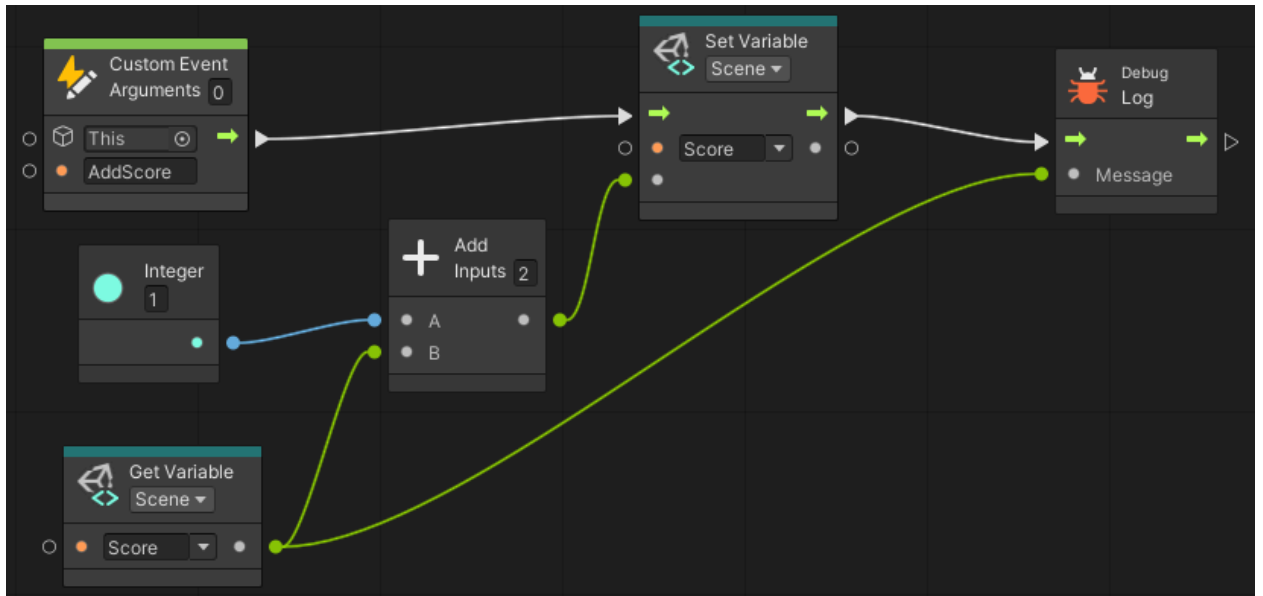 Custom Event
Arguments 0
This
AddScore
Set Variable
Scene
Score
Debug
Log
Message
Integer
1
Add
Inputs 2
A
B
Get Variable
Scene
Score